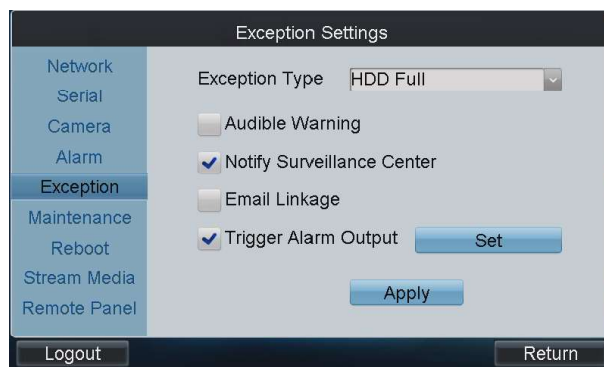 Exception Settings
Network
Serial
Camera
Alarm
Exception
Maintenance
Reboot
Stream Media
Remote Panel
Exception Type HDD Full
Audible Warning
Notify Surveillance Center
Email Linkage
Trigger Alarm Output Set
Apply
Logout Return